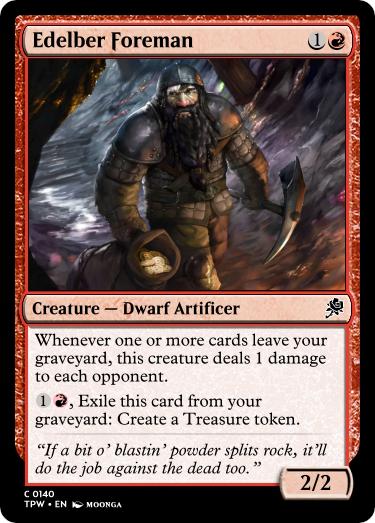 Edelber Foreman 1
Creature — Dwarf Artificer
Whenever one or more cards leave your
graveyard, this creature deals 1 damage
to each opponent.
1 , Exile this card from your
graveyard: Create a Treasure token.
“If a bit o’ blastin’ powder splits rock, it’ll
do the job against the dead too.”
2/2
C 0140
TPW • EN MOONGA